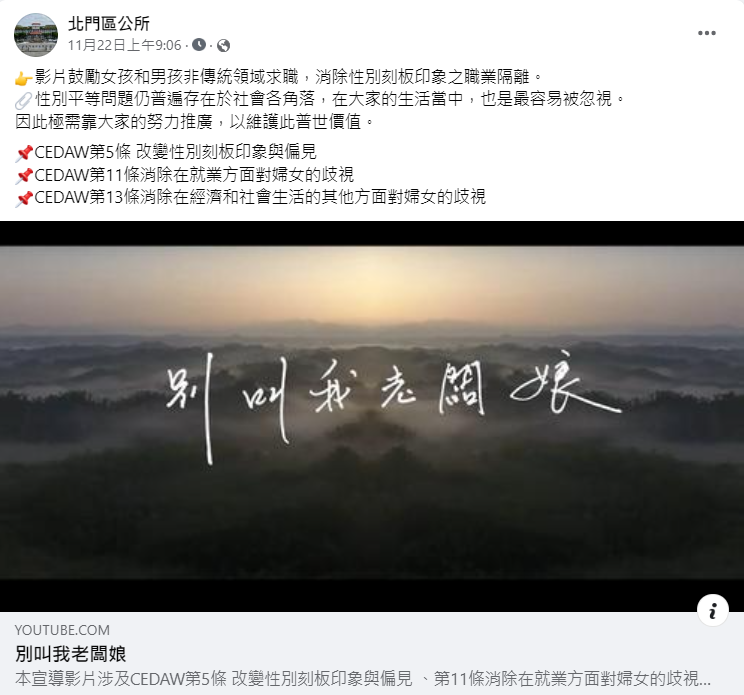 北門區公所
11月22日上午9:06 ·
👉影片鼓勵女孩和男孩非傳統領域求職，消除性別刻板印象之職業隔離。
📎性別平等問題仍普遍存在於社會各角落，在大家的生活當中，也是最容易被忽視。
因此極需靠大家的努力推廣，以維護此普世價值。
📌CEDAW第5條 改變性別刻板印象與偏見
📌CEDAW第11條消除在就業方面對婦女的歧視
📌CEDAW第13條消除在經濟和社會生活的其他方面對婦女的歧視
別叫我老闆娘
YOUTUBE.COM
別叫我老闆娘
本宣導影片涉及CEDAW第5條 改變性別刻板印象與偏見 、第11條消除在就業方面對婦女的歧視...